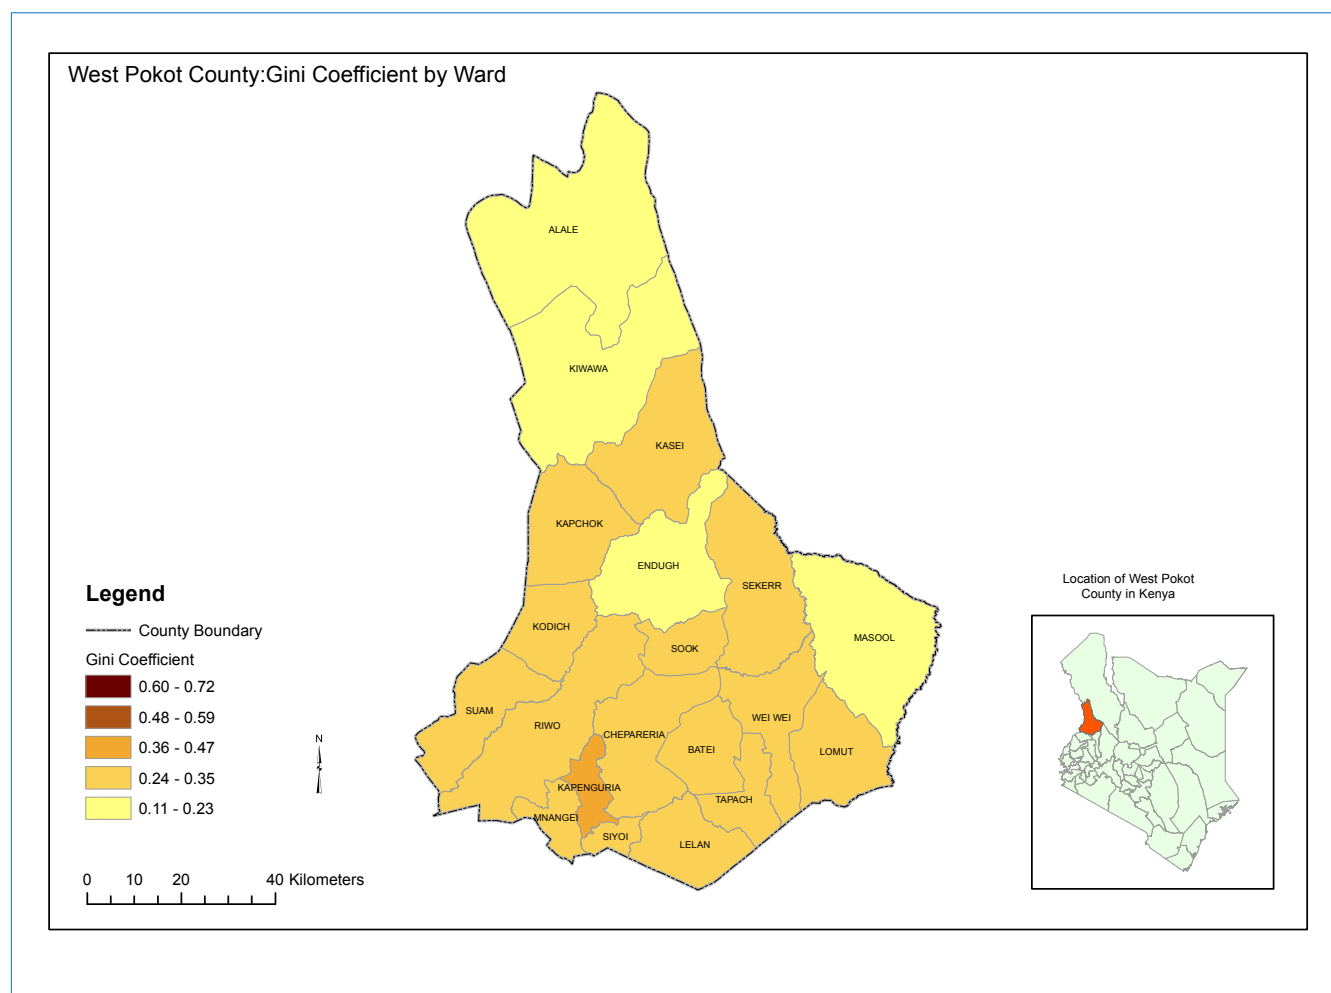 West Pokot County:Gini Coefficient by Ward
ALALE
KIWAWA
KASEI
KAPCHOK
ENDUGH
SEKERR
KODICH
SOOK
MASOOL
SUAM
RIWO
CHEPARERIA
WEI WEI
BATEI
LOMUT
KAPENGURIA
TAPACH
MNANGEI
SIYOI
LELAN
Legend
County Boundary
Gini Coefficient
0.60 - 0.72
0.48 - 0.59
0.36 - 0.47
0.24 - 0.35
0.11 - 0.23
N
0 10 20 40 Kilometers
Location of West Pokot
County in Kenya